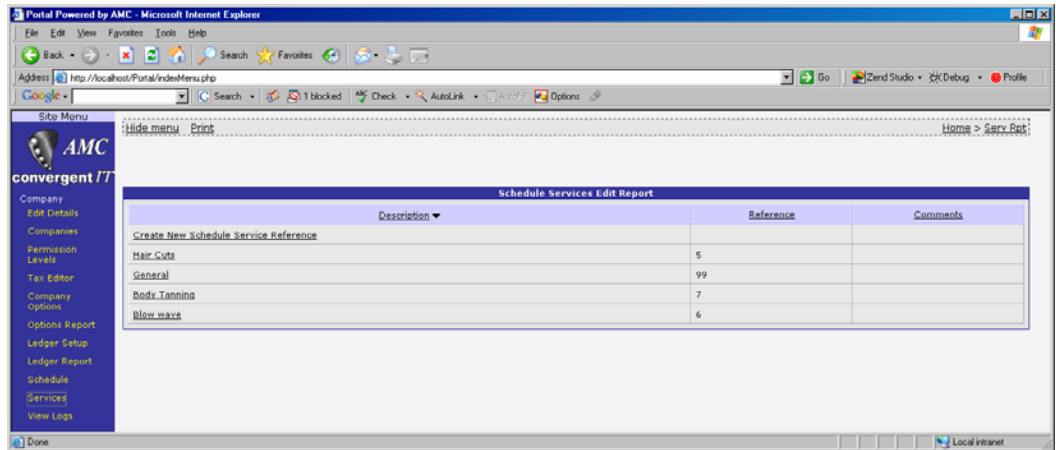 Portal Powered by AMC - Microsoft Internet Explorer
File Edit View Favorites Tools Help
Back Search Favorites
Address http://localhost/Portal/indexMenu.php Go Zend Studio Debug Profile
Google Search 1 blocked Check AutoLink AutoFill Options
Site Menu
Hide menu Print Home > Serv Rpt
AMC
convergent IT
Company
Edit Details
Companies
Permission
Levels
Tax Editor
Company
Options
Options Report
Ledger Setup
Ledger Report
Schedule
Services
View Logs
Schedule Services Edit Report
Description Reference Comments
Create New Schedule Service Reference
Hair Cuts 5
General 99
Body Tanning 7
Blow wave 6
Done Local intranet